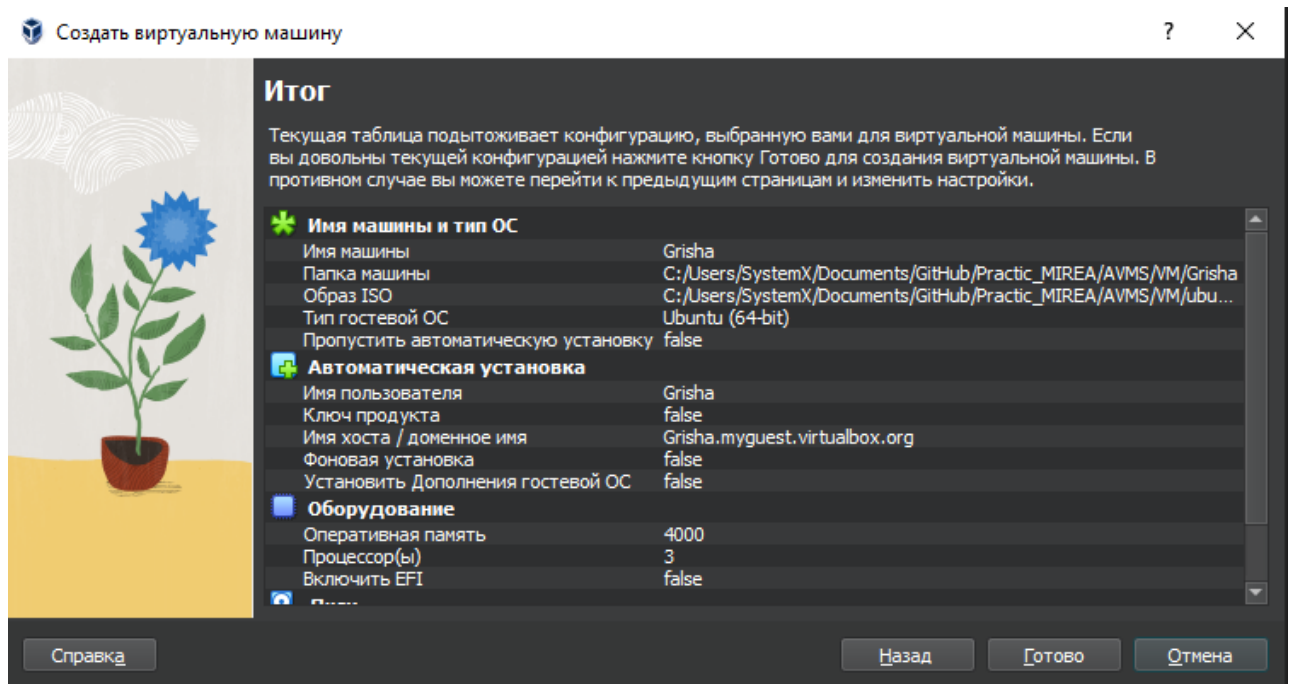 Создать виртуальную машину
?
Итог
Текущая таблица подытоживает конфигурацию, выбранную вами для виртуальной машины. Если
вы довольны текущей конфигурацией нажмите кнопку Готово для создания виртуальной машины. В
противном случае вы можете перейти к предыдущим страницам и изменить настройки.
Имя машины и тип ОС
Имя машины Grisha
Папка машины C:/Users/SystemX/Documents/GitHub/Practic_MIREA/AVMS/VM/Grisha
Образ ISO C:/Users/SystemX/Documents/GitHub/Practic_MIREA/AVMS/VM/ubu...
Тип гостевой ОС Ubuntu (64-bit)
Пропустить автоматическую установку false
Автоматическая установка
Имя пользователя Grisha
Ключ продукта false
Имя хоста / доменное имя Grisha.myguest.virtualbox.org
Фоновая установка false
Установить Дополнения гостевой ОС false
Оборудование
Оперативная память 4000
Процессор(ы) 3
Включить EFI false
Справка Назад Готово Отмена